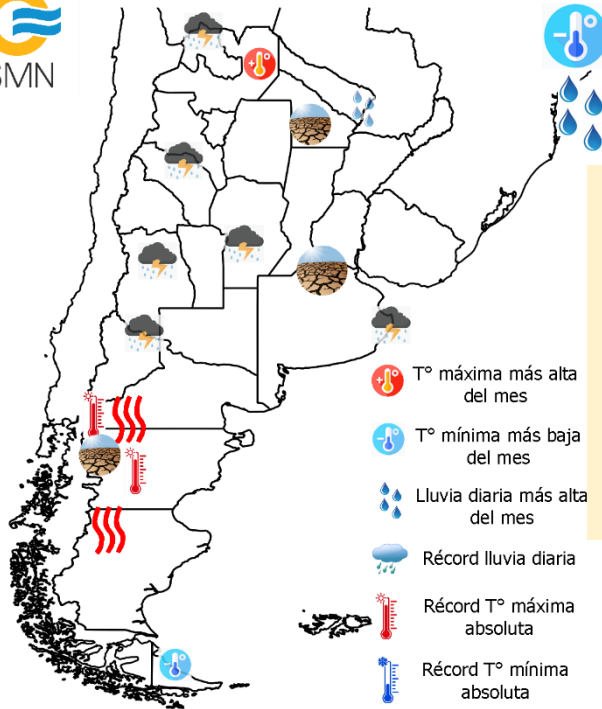 SMN
T° máxima más alta
del mes
T° mínima más baja
del mes
Lluvia diaria más alta
del mes
Récord lluvia diaria
Récord T° máxima
absoluta
Récord T° mínima
absoluta